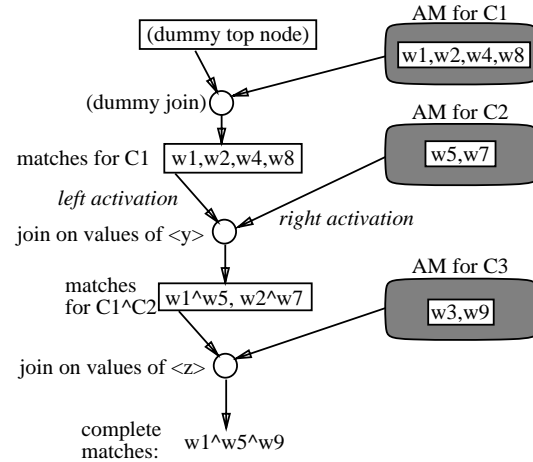 AM for C1
(dummy top node)
w1,w2,w4,w8
(dummy join)
AM for C2
matches for C1
w1,w2,w4,w8
w5,w7
left activation
right activation
join on values of <y>
AM for C3
matches
for C1^C2
w1^w5, w2^w7
w3,w9
join on values of <z>
complete
matches:
w1^w5^w9